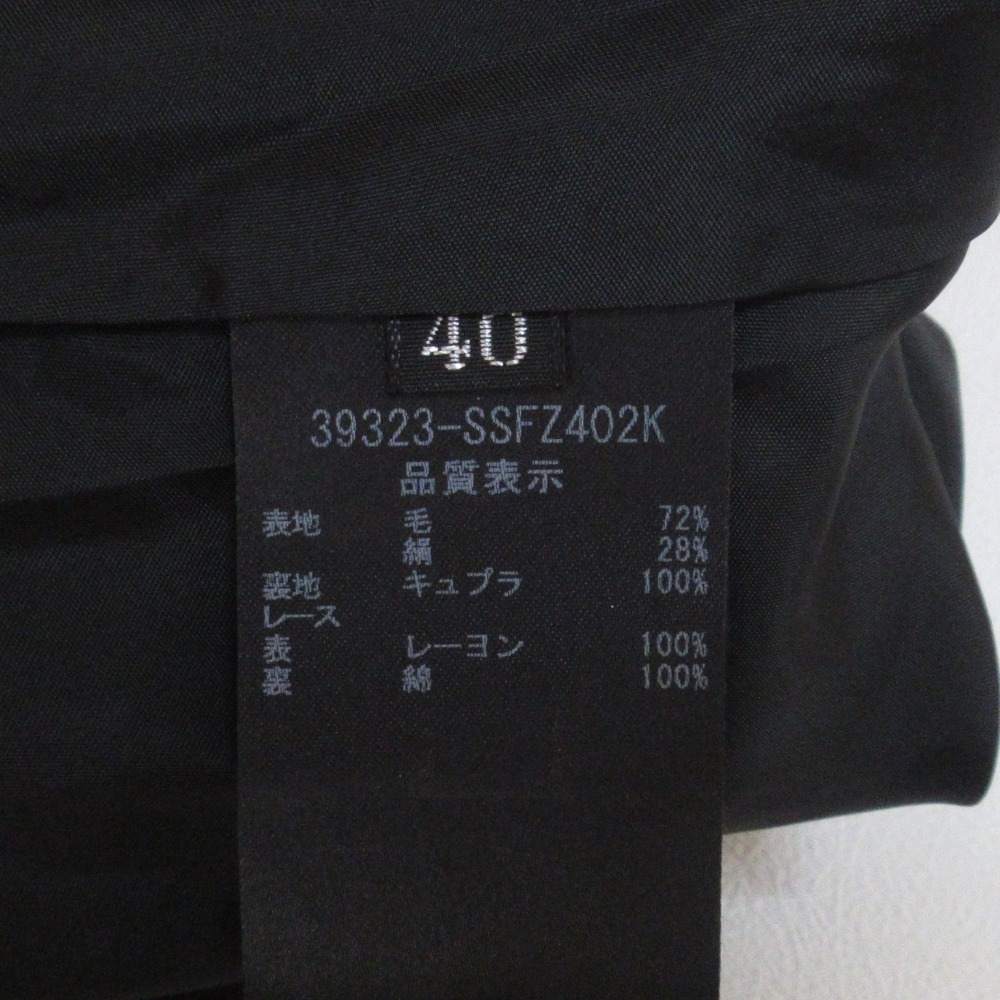 40
39323-SSFZ402K
品質表示
表地 毛 72%
絹 28%
裏地 キュプラ 100%
レース
表 レーヨン 100%
裏 綿 100%